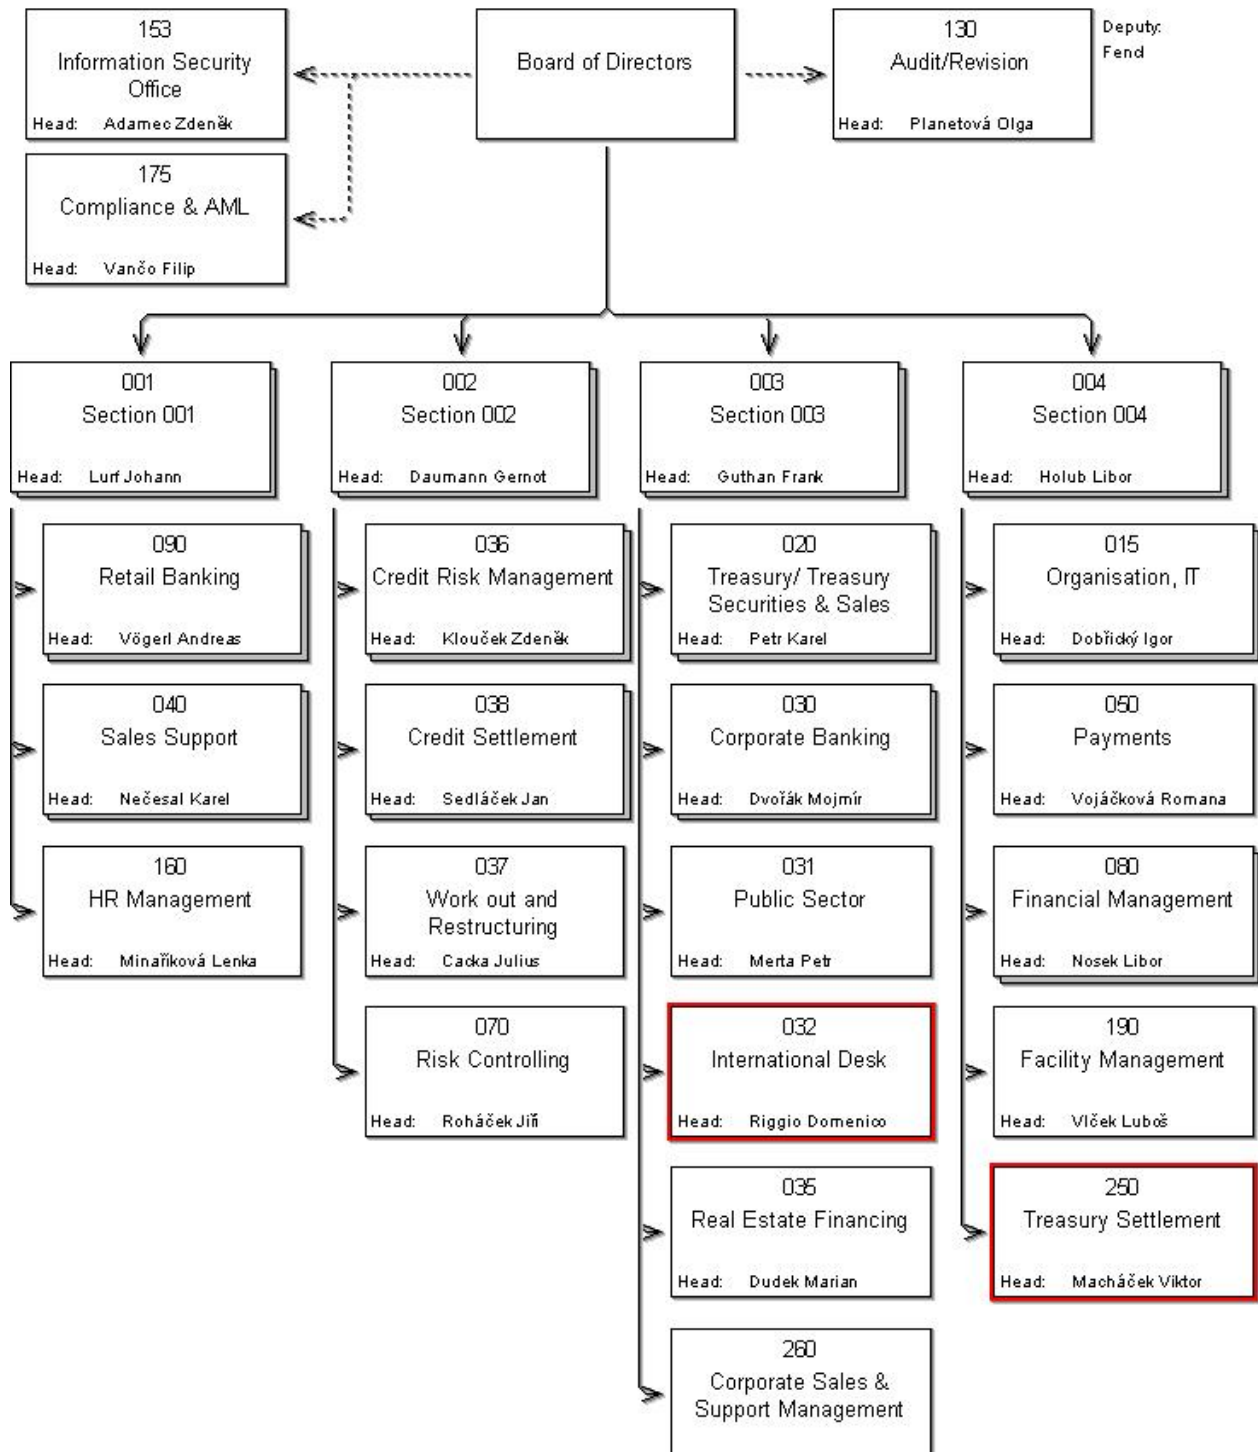 153
Information Security
Office
Head: Adamec Zdeněk
Board of Directors
130
Audit/Revision
Head: Planetová Olga
Deputy:
Fencl
175
Compliance & AML
Head: Vančo Filip
001
Section 001
Head: Lurf Johann
002
Section 002
Head: Daumann Gernot
003
Section 003
Head: Guthan Frank
004
Section 004
Head: Holub Libor
090
Retail Banking
Head: Vögerl Andreas
040
Sales Support
Head: Nečesal Karel
160
HR Management
Head: Minaříková Lenka
036
Credit Risk Management
Head: Klouček Zdeněk
038
Credit Settlement
Head: Sedláček Jan
037
Work out and
Restructuring
Head: Cacka Julius
070
Risk Controlling
Head: Roháček Jiří
020
Treasury/ Treasury
Securities & Sales
Head: Petr Karel
030
Corporate Banking
Head: Dvořák Mojmír
031
Public Sector
Head: Merta Petr
032
International Desk
Head: Riggio Domenico
035
Real Estate Financing
Head: Dudek Marian
260
Corporate Sales &
Support Management
015
Organisation, IT
Head: Dobřický Igor
050
Payments
Head: Vojáčková Romana
080
Financial Management
Head: Nosek Libor
190
Facility Management
Head: Vlček Luboš
250
Treasury Settlement
Head: Macháček Viktor